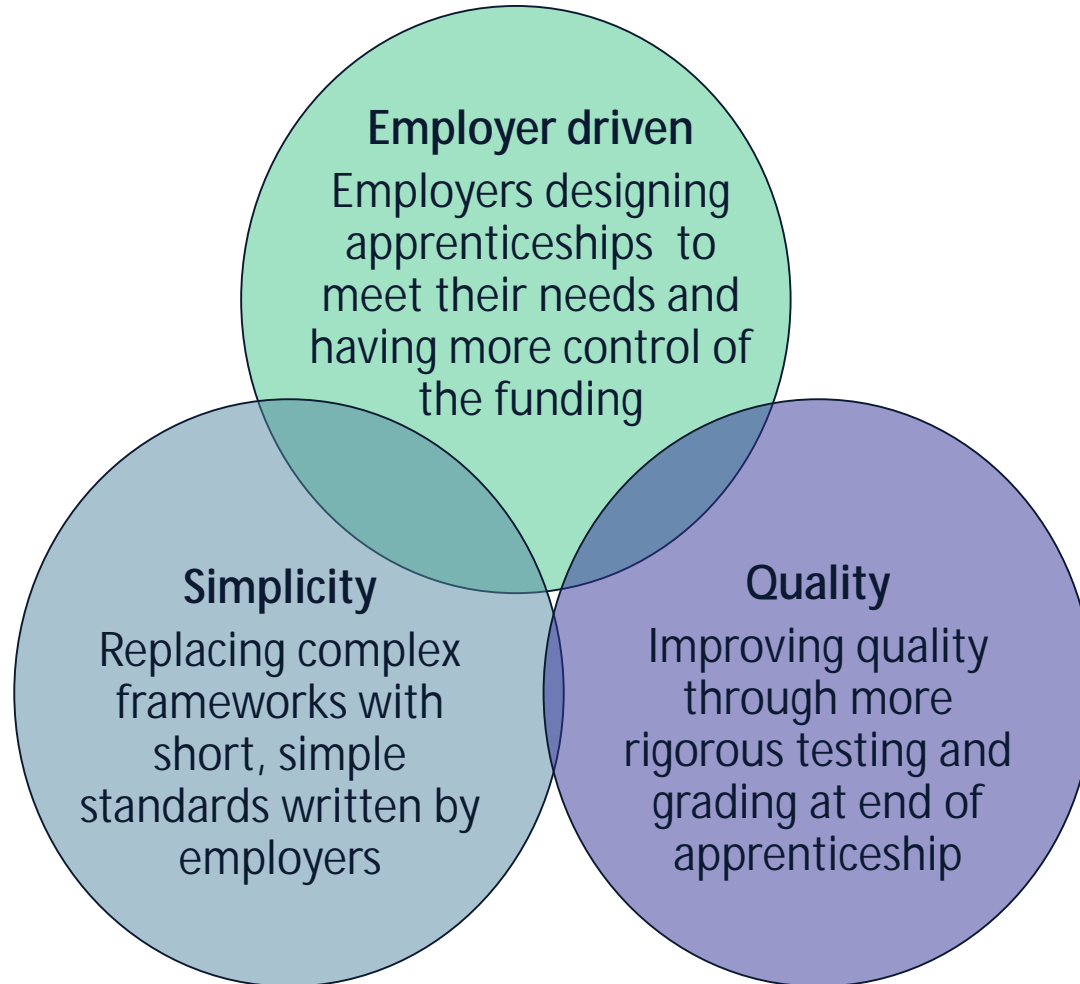 Employer driven
Employers designing
apprenticeships to
meet their needs and
having more control of
the funding
Simplicity
Replacing complex
frameworks with
short, simple
standards written by
employers
Quality
Improving quality
through more
rigorous testing and
grading at end of
apprenticeship